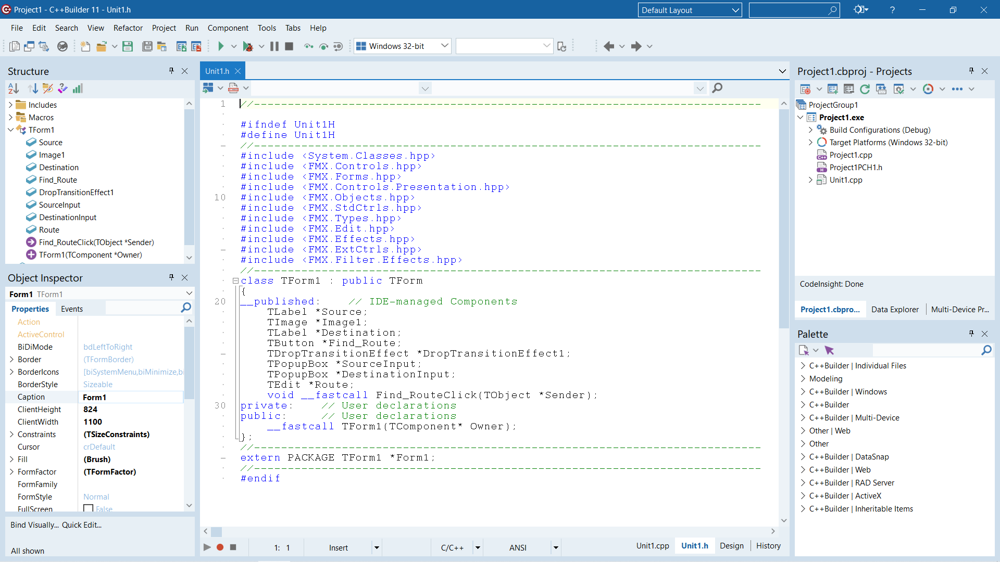 Project1 - C++Builder 11 - Unit1.h
Default Layout
?
File Edit Search View Refactor Project Run Component Tools Tabs Help
Windows 32-bit
Structure
Includes
Macros
TForm1
Source
Image1
Destination
Find_Route
DropTransitionEffect1
SourceInput
DestinationInput
Route
Find_RouteClick(TObject *Sender)
TForm1(TComponent *Owner)
Object Inspector
Form1 TForm1
Properties Events
Action
ActiveControl
BiDiMode bdLeftToRight
Border (TFormBorder)
BorderIcons [biSystemMenu,biMinimize,bi
BorderStyle Sizeable
Caption Form1
ClientHeight 824
ClientWidth 1100
Constraints (TSizeConstraints)
Cursor crDefault
Fill (Brush)
FormFactor (TFormFactor)
FormFamily
FormStyle Normal
FullScreen False
Bind Visually... Quick Edit...
All shown
Unit1.h
1 //---------------------------------------------------------------------------
#ifndef Unit1H
#define Unit1H
//---------------------------------------------------------------------------
#include <System.Classes.hpp>
#include <FMX.Controls.hpp>
#include <FMX.Forms.hpp>
#include <FMX.Controls.Presentation.hpp>
10 #include <FMX.Objects.hpp>
#include <FMX.StdCtrls.hpp>
#include <FMX.Types.hpp>
#include <FMX.Edit.hpp>
#include <FMX.Effects.hpp>
#include <FMX.ExtCtrls.hpp>
#include <FMX.Filter.Effects.hpp>
//---------------------------------------------------------------------------
class TForm1 : public TForm
{
20 __published:    // IDE-managed Components
TLabel *Source;
TImage *Image1;
TLabel *Destination;
TButton *Find_Route;
TDropTransitionEffect *DropTransitionEffect1;
TPopupBox *SourceInput;
TPopupBox *DestinationInput;
TEdit *Route;
void __fastcall Find_RouteClick(TObject *Sender);
30 private:    // User declarations
public:     // User declarations
__fastcall TForm1(TComponent* Owner);
};
//---------------------------------------------------------------------------
extern PACKAGE TForm1 *Form1;
//---------------------------------------------------------------------------
#endif
1: 1 Insert C/C++ ANSI
Unit1.cpp Unit1.h Design History
Project1.cbproj - Projects
ProjectGroup1
Project1.exe
Build Configurations (Debug)
Target Platforms (Windows 32-bit)
Project1.cpp
Project1PCH1.h
Unit1.cpp
CodeInsight: Done
Project1.cbpro... Data Explorer Multi-Device Pr...
Palette
C++Builder | Individual Files
Modeling
C++Builder | Windows
C++Builder
C++Builder | Multi-Device
Other | Web
Other
C++Builder | DataSnap
C++Builder | Web
C++Builder | RAD Server
C++Builder | ActiveX
C++Builder | Inheritable Items